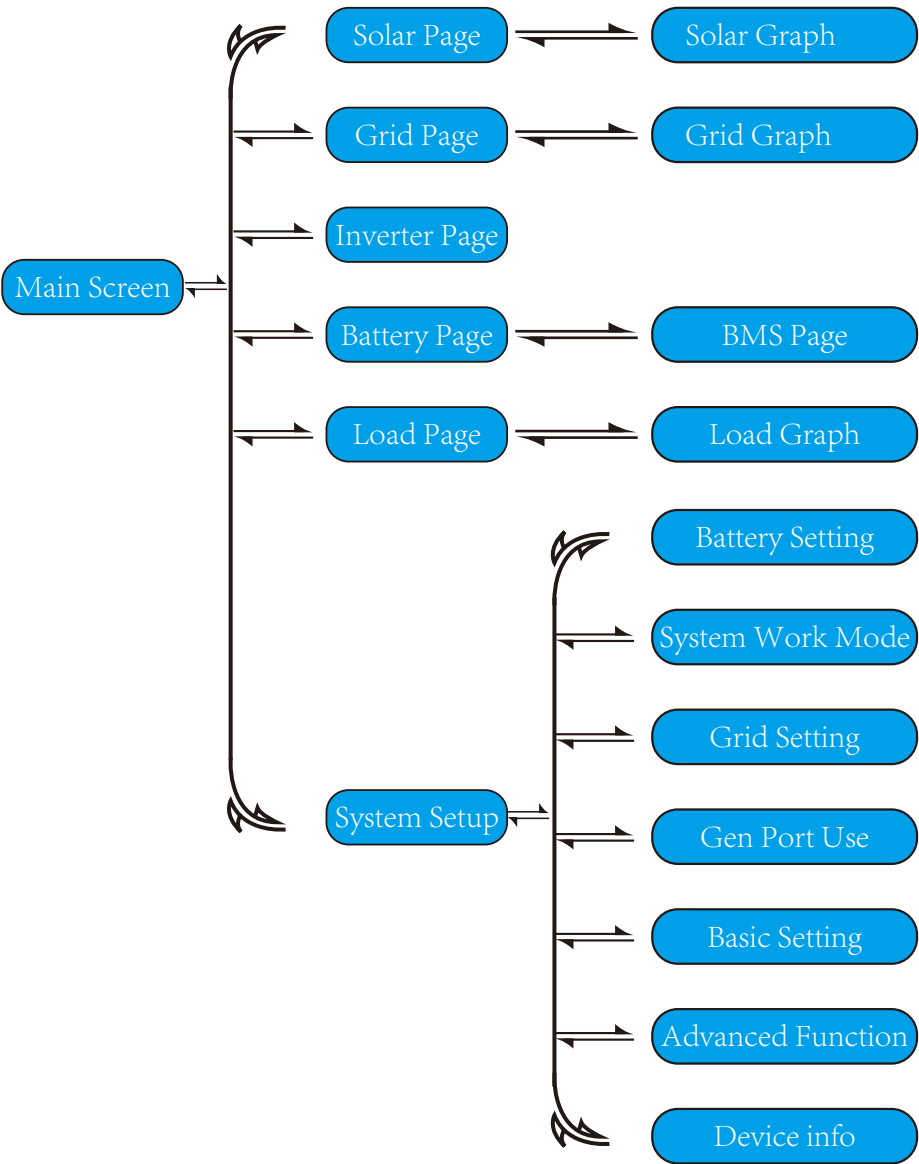 Solar Page
Solar Graph
Grid Page
Grid Graph
Inverter Page
Main Screen
Battery Page
BMS Page
Load Page
Load Graph
Battery Setting
System Work Mode
Grid Setting
System Setup
Gen Port Use
Basic Setting
Advanced Function
Device info